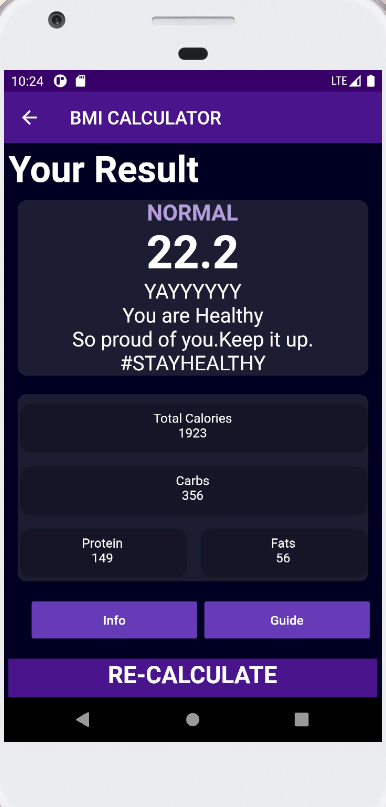 10:24
LTE
BMI CALCULATOR
Your Result
NORMAL
22.2
YAYYYYYY
You are Healthy
So proud of you.Keep it up.
#STAYHEALTHY
Total Calories
1923
Carbs
356
Protein
149
Fats
56
Info
Guide
RE-CALCULATE